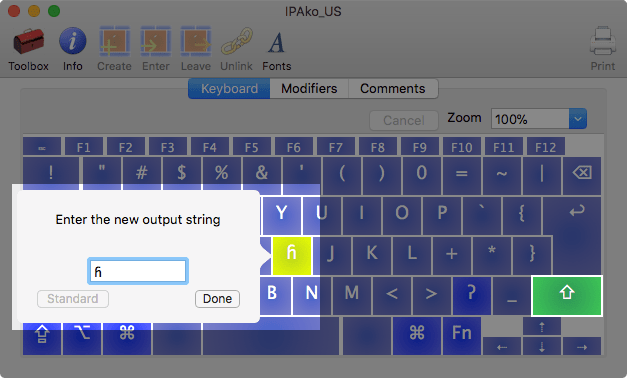 IPAko_US
Toolbox Info Create Enter Leave Unlink Fonts Print
Keyboard Modifiers Comments
Cancel Zoom 100%
F1 F2 F3 F4 F5 F6 F7 F8 F9 F10 F11 F12
! " # $ % & ' ( ) 0 = ~ | ⌫
Y U I O P ` { ↩
Enter the new output string
ɦ J K L + * }
ɦ
Standard Done
B N M < > ʔ _ ⇧
⇪ ⌥ ⌘ ⌘ Fn ← ↑ ↓ →